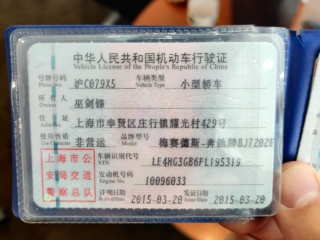 中华人民共和国机动车行驶证
Vehicle License of the People's Republic of China
号牌号码 沪C079X5 车辆类型 小型轿车
Plate No. Vehicle Type
所有人 巫剑锋
Owner
住址 上海市奉贤区庄行镇耀光村429号
Address
使用性质 非营运 品牌型号 梅赛德斯-奔驰牌BJ7202E
Use Character Model
上海市公
安局交通
警察总队
车辆识别代号 LE4HG3GB6FL195319
VIN
发动机号码 10096033
Engine No.
注册日期 2015-03-20 发证日期 2015-03-20
Register Date Issue Date